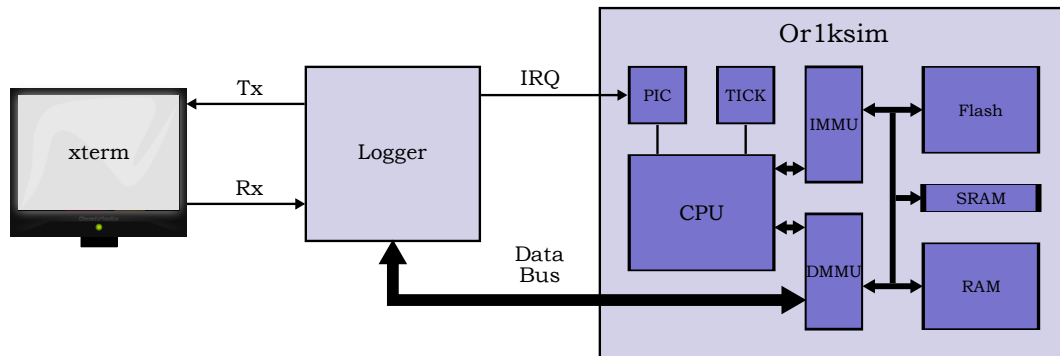 Or1ksim
Tx
IRQ
PIC
TICK
IMMU
Flash
xterm
Logger
Rx
CPU
SRAM
Data
Bus
DMMU
RAM